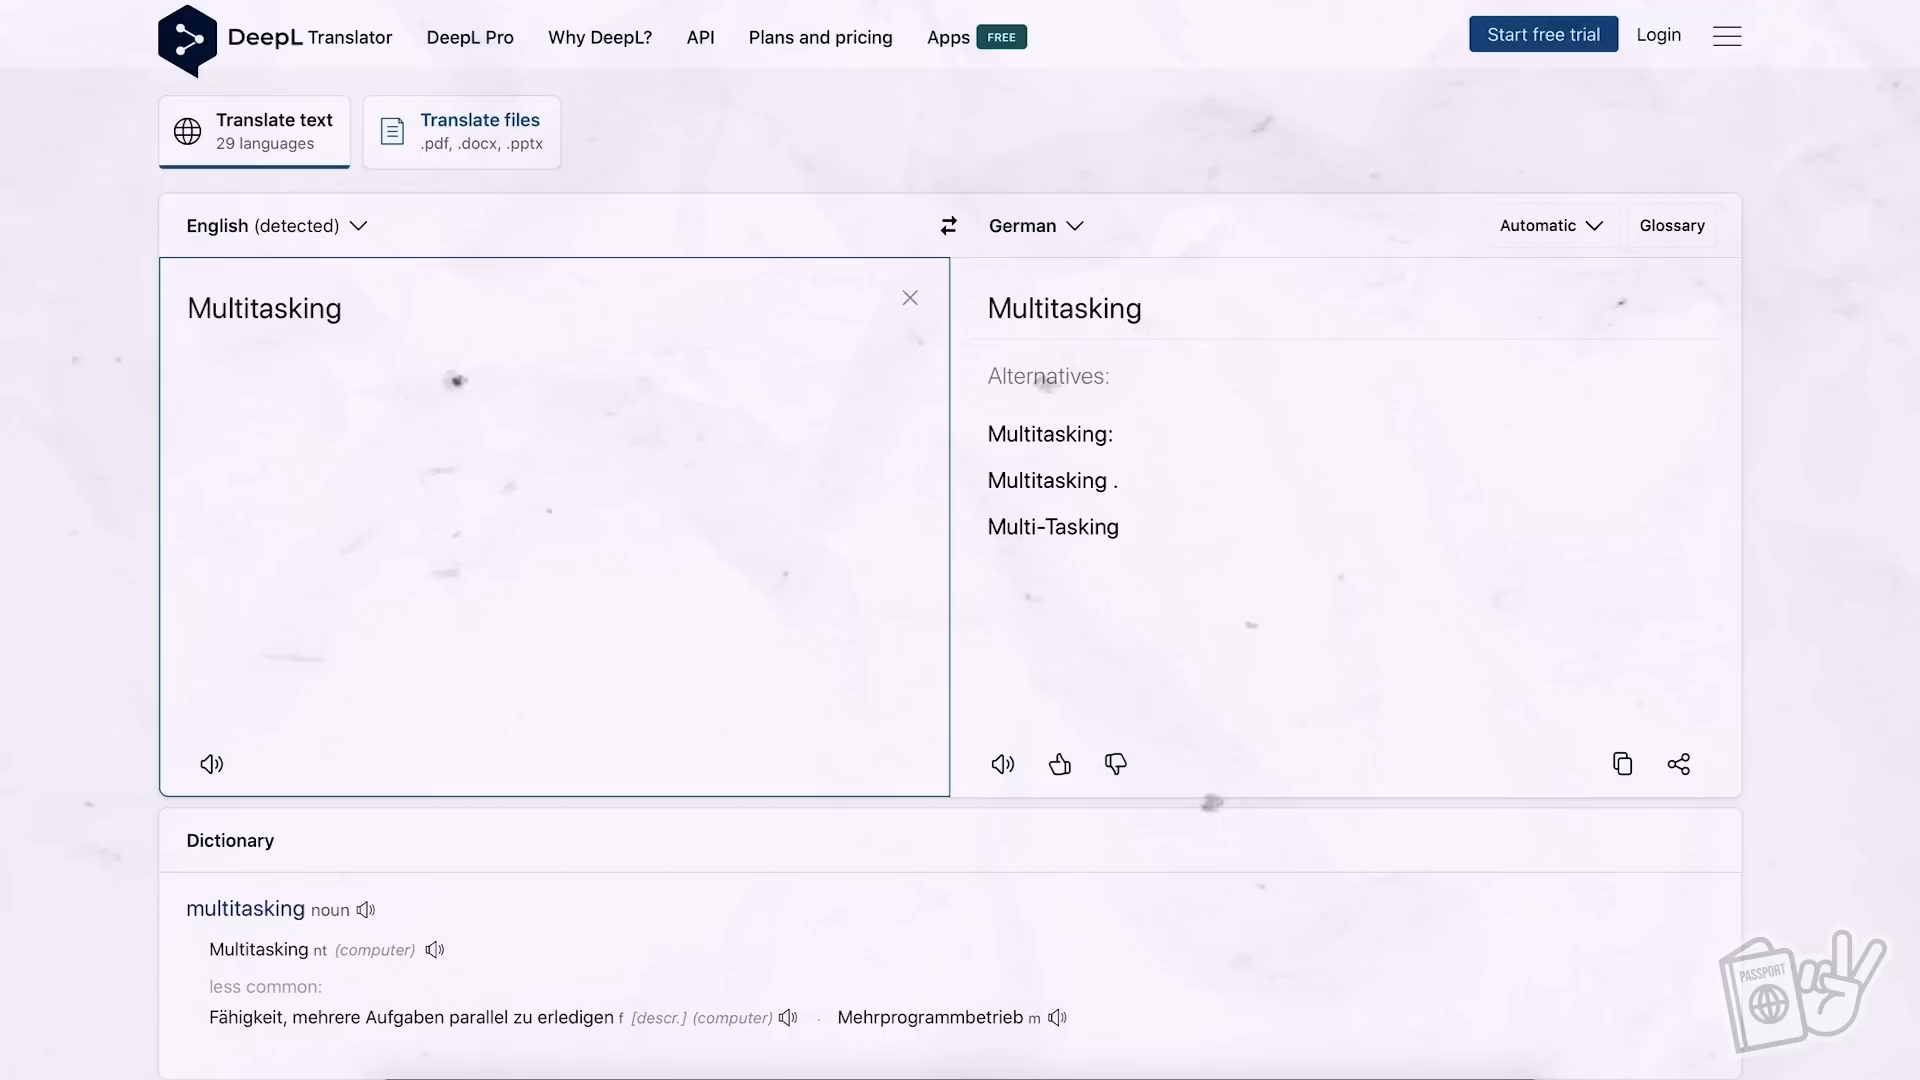 DeepL Translator DeepL Pro Why DeepL? API Plans and pricing Apps FREE Start free trial Login
Translate text
29 languages
Translate files
.pdf, .docx, .pptx
English (detected) German Automatic Glossary
Multitasking
Multitasking
Alternatives:
Multitasking:
Multitasking .
Multi-Tasking
Dictionary
multitasking noun
Multitasking nt (computer)
less common:
Fähigkeit, mehrere Aufgaben parallel zu erledigen f [descr.] (computer) · Mehrprogrammbetrieb m
PASSPORT